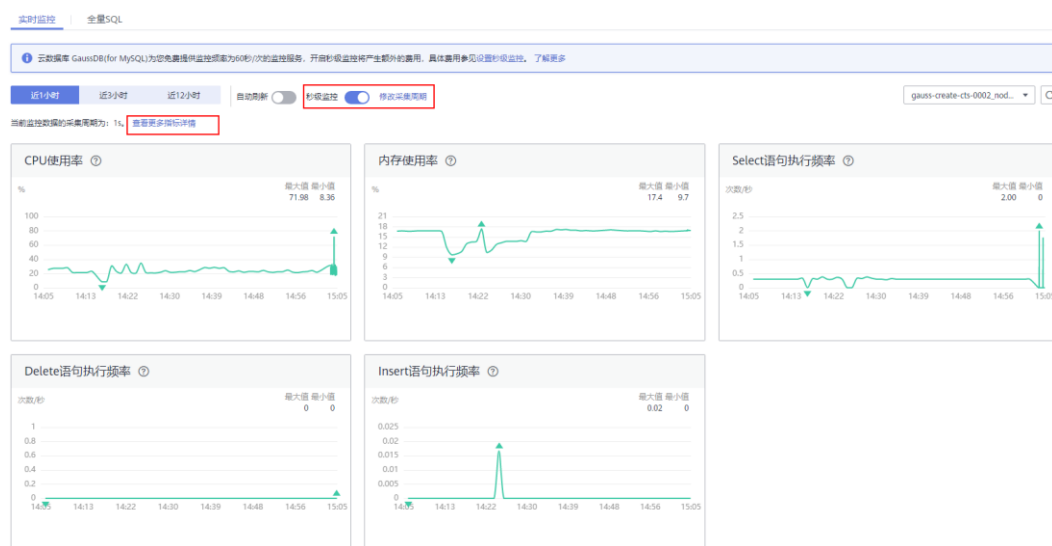 实时监控 全量SQL
云数据库 GaussDB(for MySQL)为您免费提供监控频率为60秒/次的监控服务，开启秒级监控将产生额外的费用，具体费用参见设置秒级监控。 了解更多
近1小时 近3小时 近12小时 自动刷新 秒级监控 修改采集周期 gauss-create-cts-0002_nod...
当前监控数据的采集周期为：1s。 查看更多指标详情
CPU使用率
% 最大值 最小值
71.98 8.36
100
80
60
40
20
0
14:05 14:13 14:22 14:30 14:39 14:48 14:56 15:05
内存使用率
% 最大值 最小值
17.4 9.7
21
18
15
12
9
6
3
0
14:05 14:13 14:22 14:30 14:39 14:48 14:56 15:05
Select语句执行频率
次数/秒 最大值 最小值
2.00 0
2.5
2
1.5
1
0.5
0
14:05 14:13 14:22 14:30 14:39 14:48 14:56 15:05
Delete语句执行频率
次数/秒 最大值 最小值
0 0
1
0.8
0.6
0.4
0.2
0
14:05 14:13 14:22 14:30 14:39 14:48 14:56 15:05
Insert语句执行频率
次数/秒 最大值 最小值
0.02 0
0.025
0.02
0.015
0.01
0.005
0
14:05 14:13 14:22 14:30 14:39 14:48 14:56 15:05